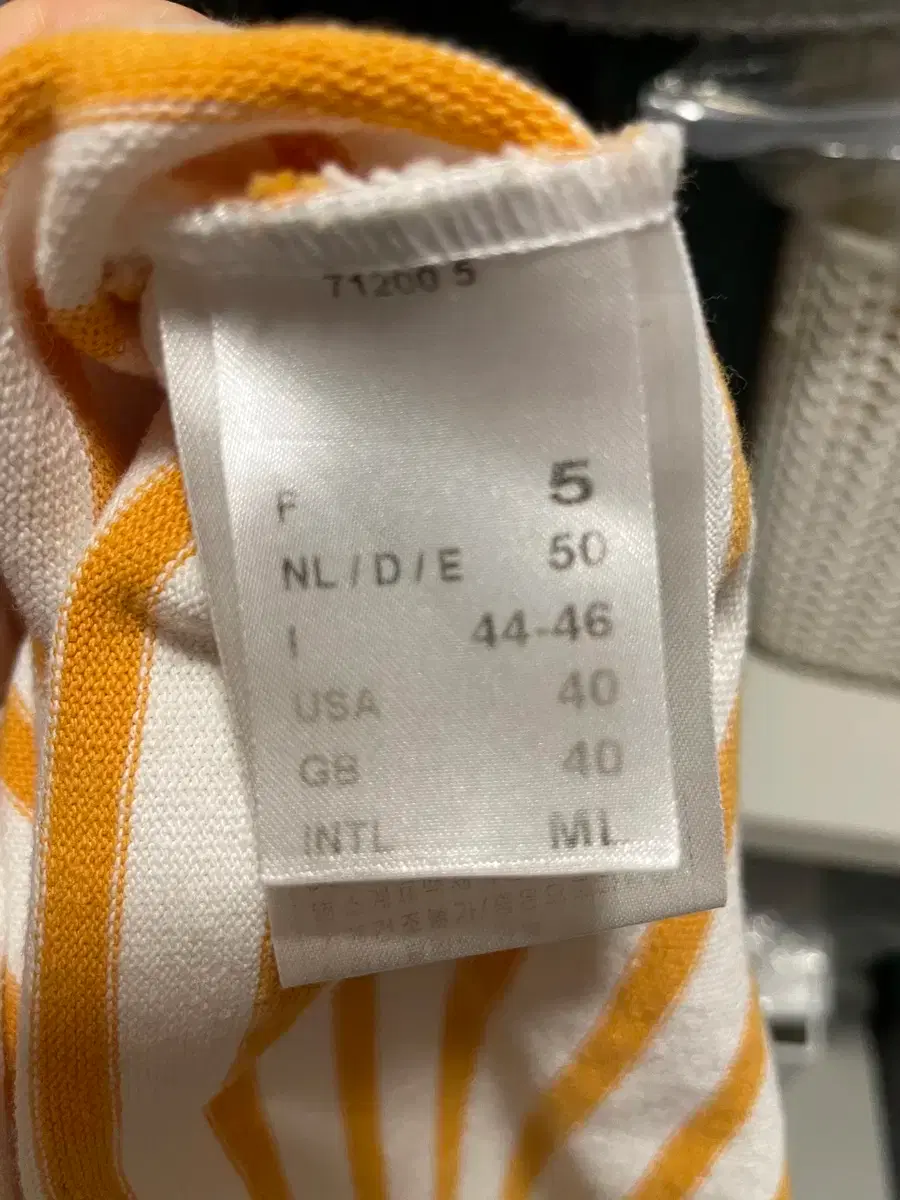 71200 5
F 5
NL / D / E 50
I 44-46
USA 40
GB 40
INTL ML